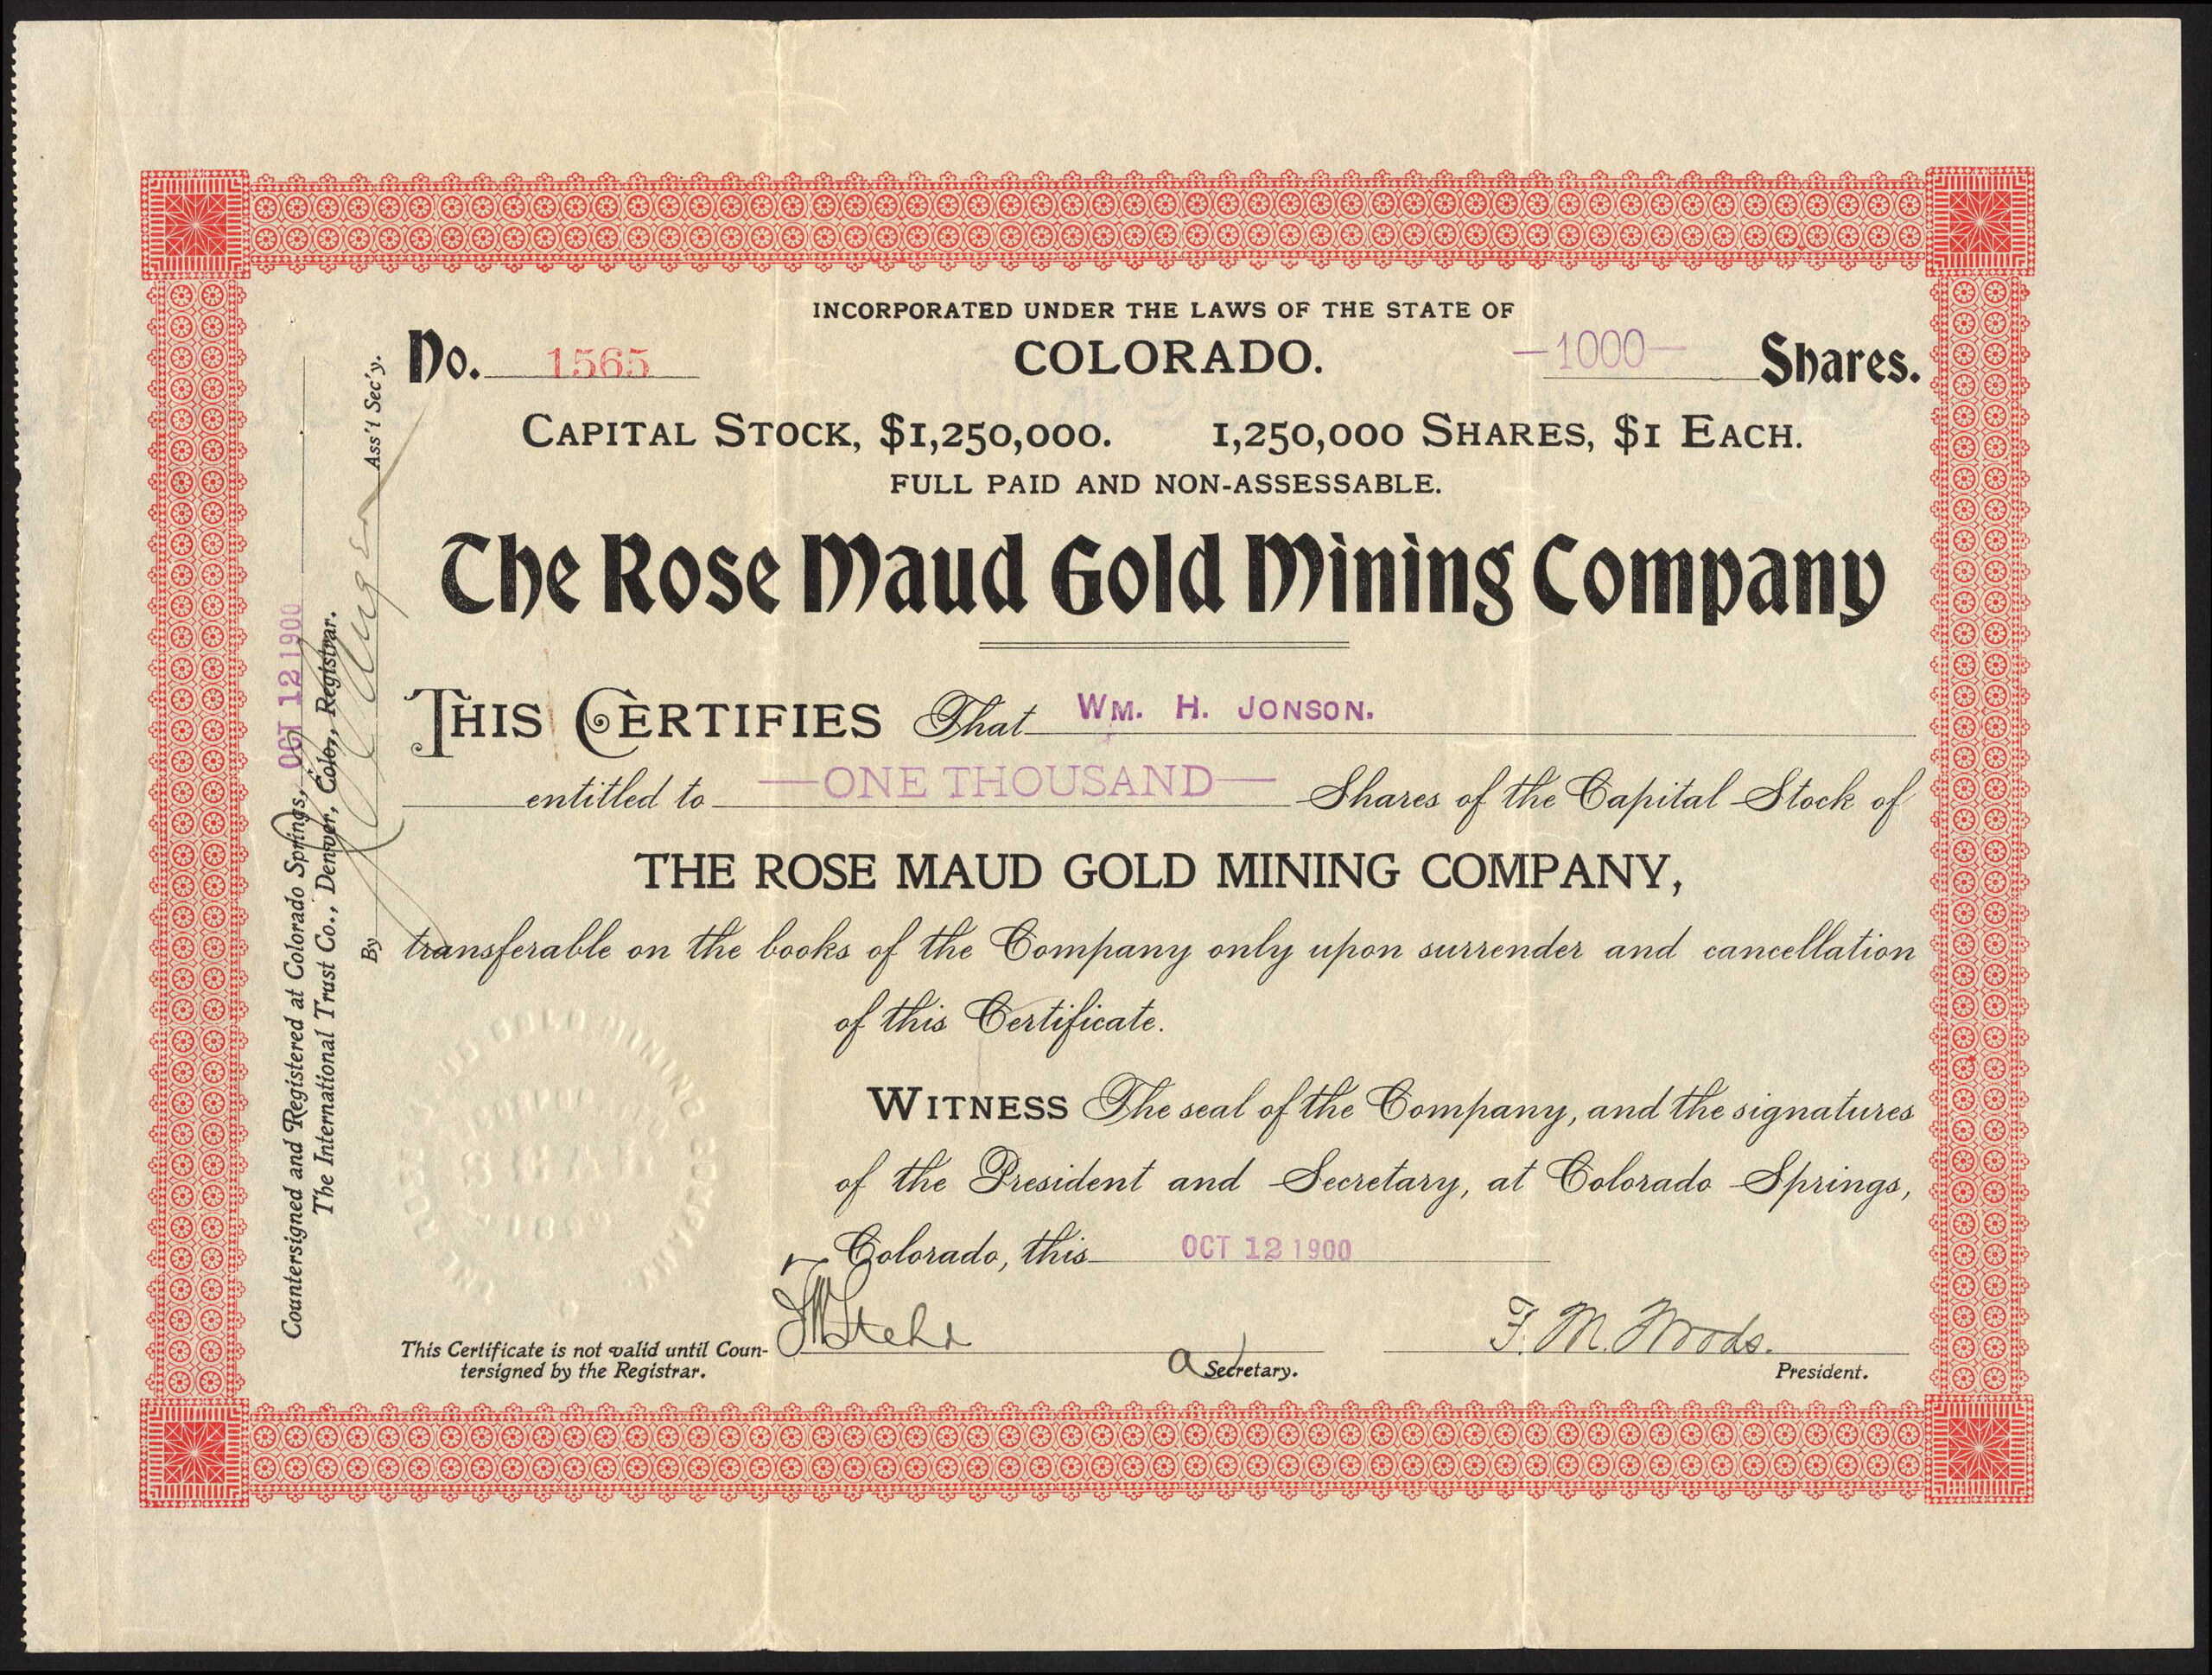 INCORPORATED UNDER THE LAWS OF THE STATE OF
No. 1565
COLORADO.
—1000— Shares.
CAPITAL STOCK, $1,250,000. 1,250,000 SHARES, $1 EACH.
FULL PAID AND NON-ASSESSABLE.
The Rose Maud Gold Mining Company
THIS CERTIFIES That WM. H. JONSON.
entitled to —ONE THOUSAND— Shares of the Capital Stock of
THE ROSE MAUD GOLD MINING COMPANY,
transferable on the books of the Company only upon surrender and cancellation
of this Certificate.
WITNESS The seal of the Company, and the signatures
of the President and Secretary, at Colorado Springs,
Colorado, this OCT 12 1900
F. M. Woods.
a Secretary.
President.
This Certificate is not valid until Coun-
tersigned by the Registrar.
Countersigned and Registered at Colorado Springs, OCT 12 1900
The International Trust Co., Denver, Colo., Registrar.
By Ass't Sec'y.
GOLD MINING COMPANY
SEAL